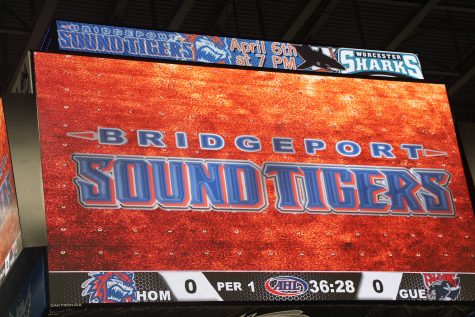 BRIDGEPORT
SOUND TIGERS
April 6th
at 7 PM
WORCESTER
SHARKS
BRIDGEPORT
SOUND TIGERS
HOM 0 PER 1 AHL 36:28 0 GUE
DAKTRONICS